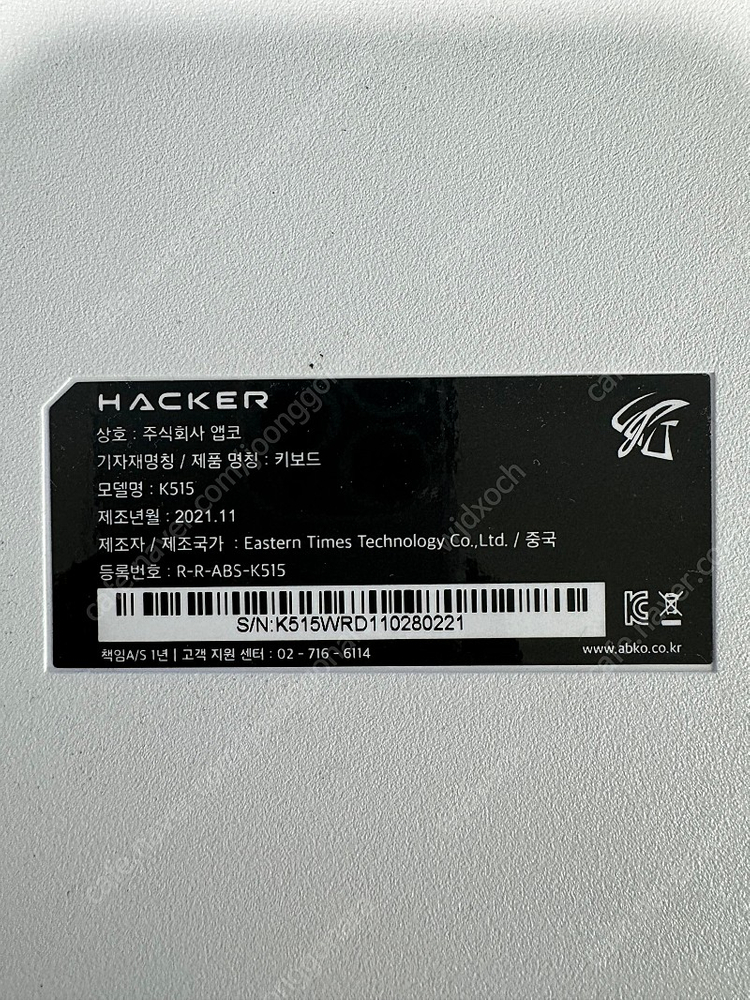 HACKER
상호 : 주식회사 앱코
기자재명칭 / 제품 명칭 : 키보드
모델명 : K515
제조년월 : 2021.11
제조자 / 제조국가 : Eastern Times Technology Co.,Ltd. / 중국
등록번호 : R-R-ABS-K515
S/N:K515WRD110280221
책임A/S 1년 | 고객 지원 센터 : 02 - 716 - 6114
www.abko.co.kr